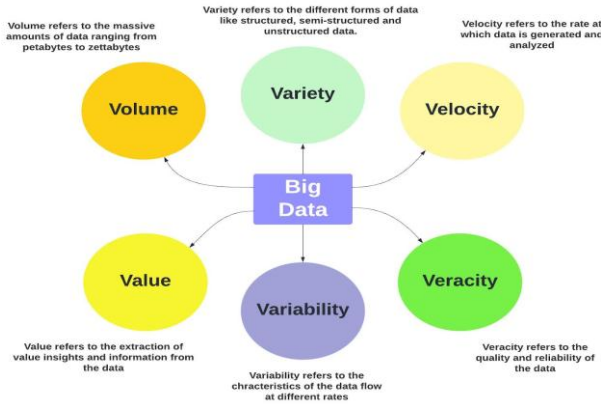 Volume refers to the massive
amounts of data ranging from
petabytes to zettabytes
Variety refers to the different forms of data
like structured, semi-structured and
unstructured data.
Velocity refers to the rate at
which data is generated and
analyzed
Volume
Variety
Velocity
Big
Data
Value
Variability
Veracity
Value refers to the extraction of
value insights and information from
the data
Variability refers to the
chracteristics of the data flow
at different rates
Veracity refers to the
quality and reliability of
the data